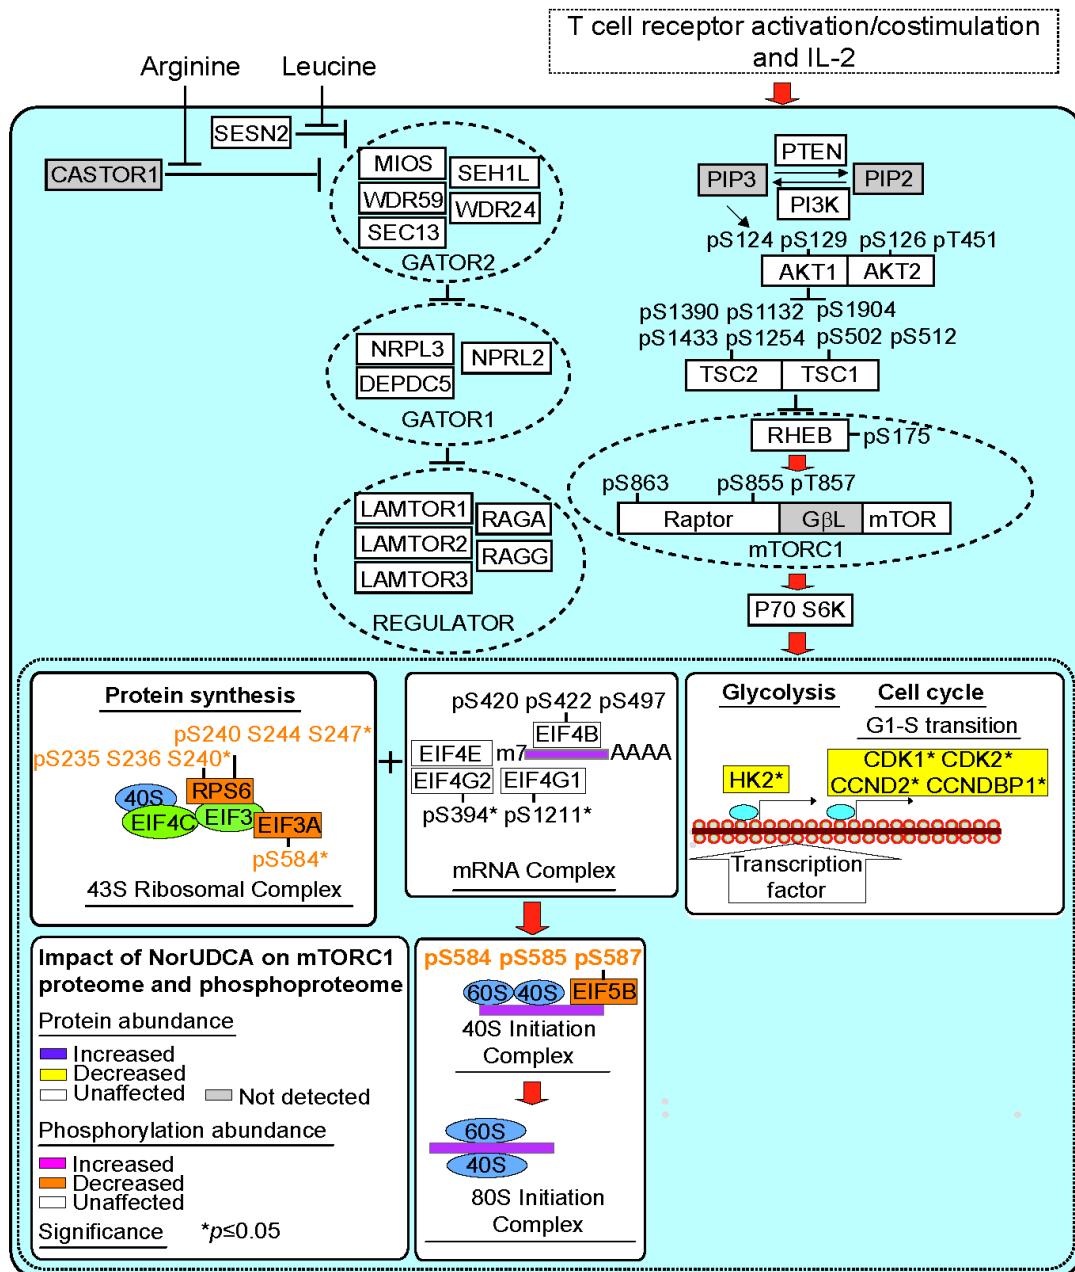 T cell receptor activation/costimulation
and IL-2
Arginine
Leucine
SESN2
CASTOR1
MIOS
SEH1L
WDR59
WDR24
SEC13
GATOR2
NRPL3
NPRL2
DEPDC5
GATOR1
LAMTOR1
RAGA
LAMTOR2
RAGG
LAMTOR3
REGULATOR
PTEN
PIP3
PIP2
PI3K
pS124 pS129 pS126 pT451
AKT1 AKT2
pS1390 pS1132 pS1904
pS1433 pS1254 pS502 pS512
TSC2 TSC1
RHEB
pS175
pS863 pS855 pT857
Raptor GβL mTOR
mTORC1
P70 S6K
Protein synthesis
pS240 S244 S247*
pS235 S236 S240*
40S
RPS6
EIF4C
EIF3
EIF3A
pS584*
43S Ribosomal Complex
+
pS420 pS422 pS497
EIF4B
EIF4E m7 AAAA
EIF4G2 EIF4G1
pS394* pS1211*
mRNA Complex
Glycolysis
Cell cycle
G1-S transition
HK2*
CDK1* CDK2*
CCND2* CCNDBP1*
Transcription
factor
Impact of NorUDCA on mTORC1
proteome and phosphoproteome
Protein abundance
Increased
Decreased
Unaffected
Not detected
Phosphorylation abundance
Increased
Decreased
Unaffected
Significance *p≤0.05
pS584 pS585 pS587
60S 40S EIF5B
40S Initiation
Complex
60S
40S
80S Initiation
Complex